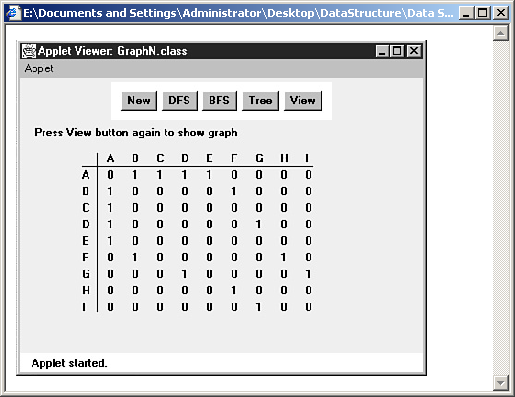 E:\Documents and Settings\Administrator\Desktop\DataStructure\Data S...
Applet Viewer: GraphN.class
Applet
New DFS BFS Tree View
Press View button again to show graph
A B C D E F G H I
A 0 1 1 1 1 0 0 0 0
B 1 0 0 0 0 1 0 0 0
C 1 0 0 0 0 0 0 0 0
D 1 0 0 0 0 0 1 0 0
E 1 0 0 0 0 0 0 0 0
F 0 1 0 0 0 0 0 1 0
G 0 0 0 1 0 0 0 0 1
H 0 0 0 0 0 1 0 0 0
I 0 0 0 0 0 0 1 0 0
Applet started.